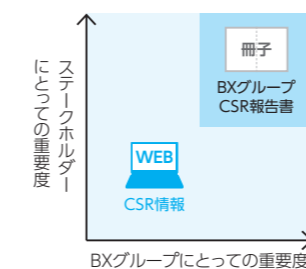 ステークホルダー
にとっての重要度
冊子
BXグループ
CSR報告書
WEB
CSR情報
BXグループにとっての重要度